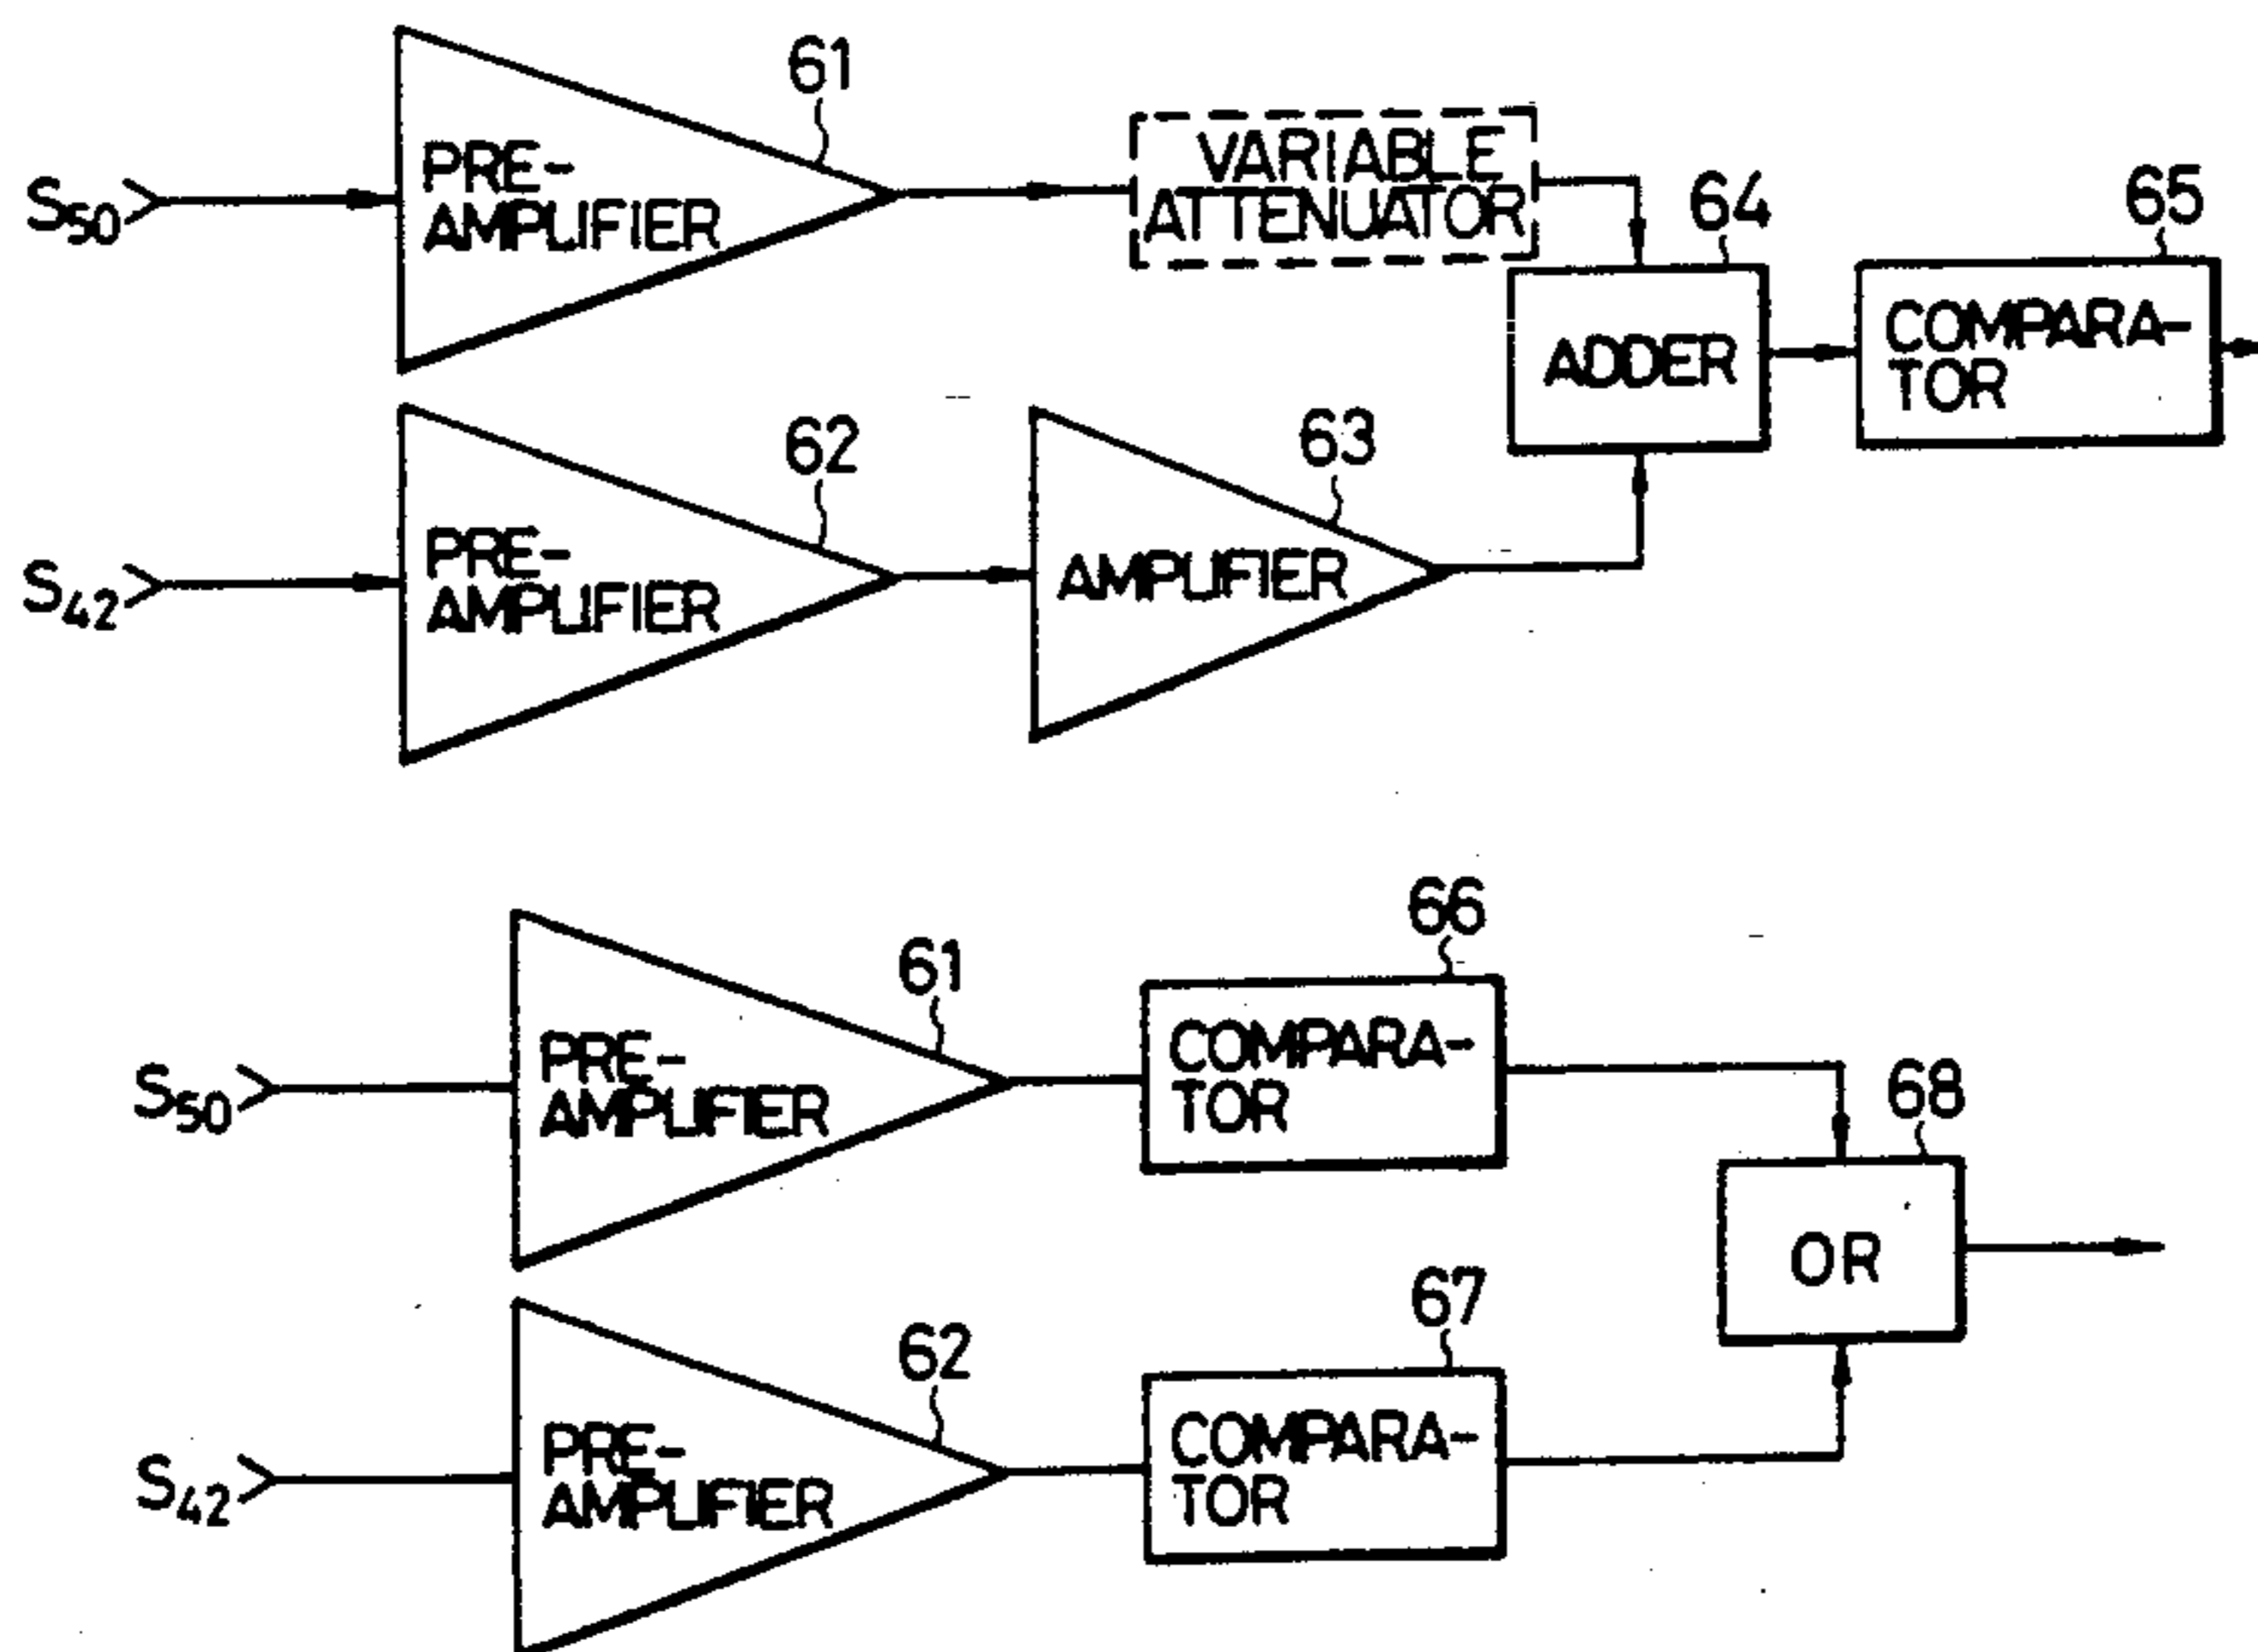 61
S50
PRE-
AMPLIFIER
VARIABLE
ATTENUATOR
64
65
ADDER
COMPARA-
TOR
62
63
S42
PRE-
AMPLIFIER
AMPLIFIER
66
61
S50
PRE-
AMPLIFIER
COMPARA-
TOR
68
OR
67
62
S42
PRE-
AMPLIFIER
COMPARA-
TOR